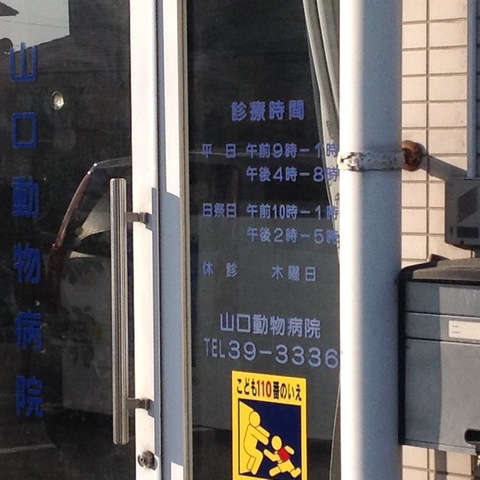 山口動物病院
診療時間
平 日 午前9時－1時
午後4時－8時
日祭日 午前10時－1時
午後2時－5時
休 診 木曜日
山口動物病院
TEL39－3336
こども110番のいえ